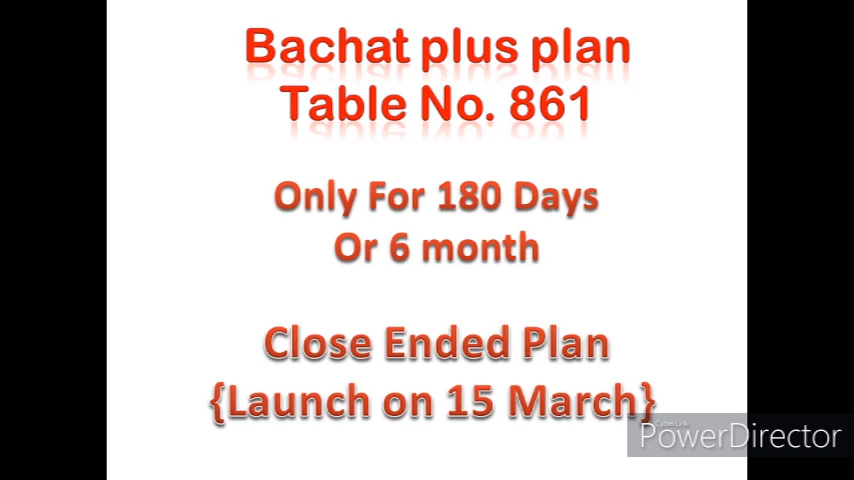 Bachat plus plan
Table No. 861
Only For 180 Days
Or 6 month
Close Ended Plan
{Launch on 15 March}
CyberLink
PowerDirector